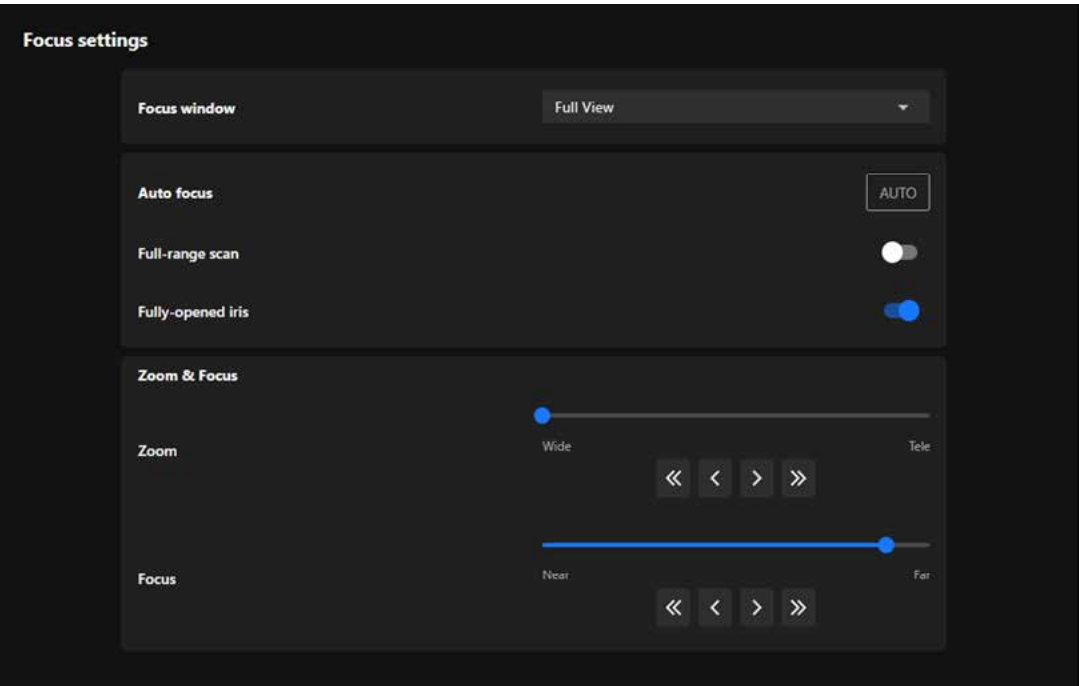 Focus settings
Focus window
Full View
Auto focus
AUTO
Full-range scan
Fully-opened iris
Zoom & Focus
Zoom
Wide
Tele
Focus
Near
Far